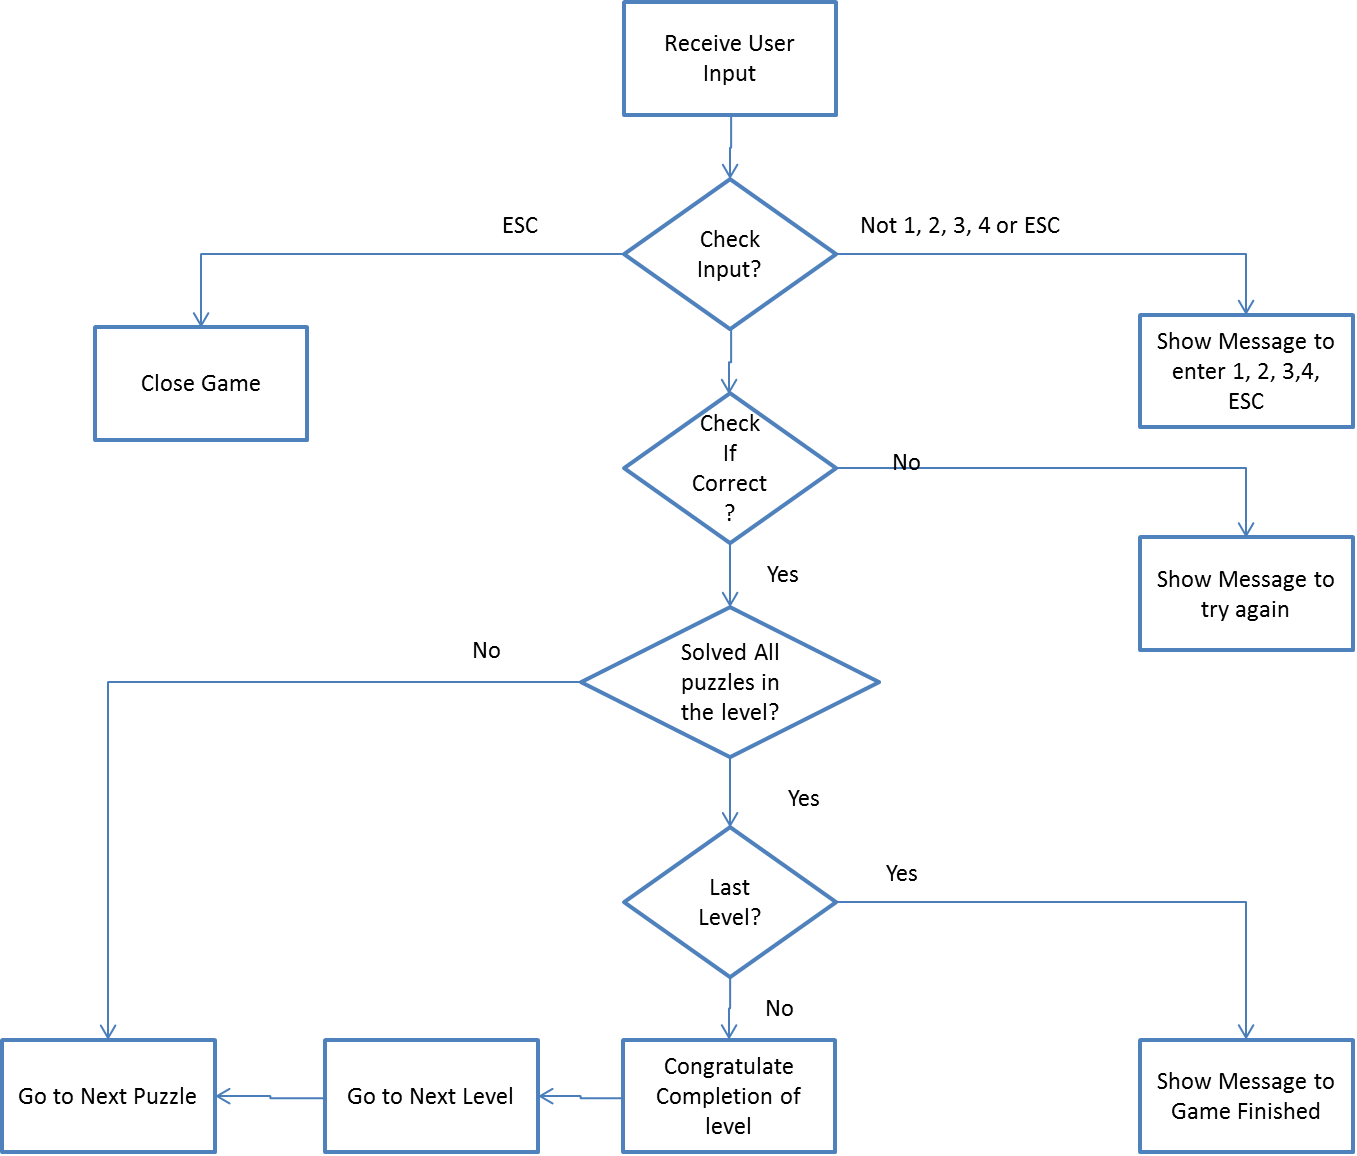 Receive User
Input
ESC
Not 1, 2, 3, 4 or ESC
Check
Input?
Close Game
Show Message to
enter 1, 2, 3,4,
ESC
Check
If
Correct
?
No
Yes
Show Message to
try again
No
Solved All
puzzles in
the level?
Yes
Last
Level?
Yes
No
Go to Next Puzzle
Go to Next Level
Congratulate
Completion of
level
Show Message to
Game Finished